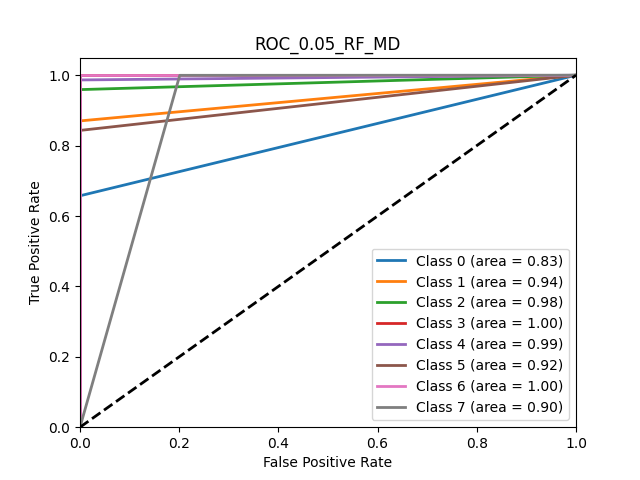 ROC_0.05_RF_MD
True Positive Rate
1.0
0.8
0.6
0.4
0.2
0.0
Class 0 (area = 0.83)
Class 1 (area = 0.94)
Class 2 (area = 0.98)
Class 3 (area = 1.00)
Class 4 (area = 0.99)
Class 5 (area = 0.92)
Class 6 (area = 1.00)
Class 7 (area = 0.90)
0.0 0.2 0.4 0.6 0.8 1.0
False Positive Rate